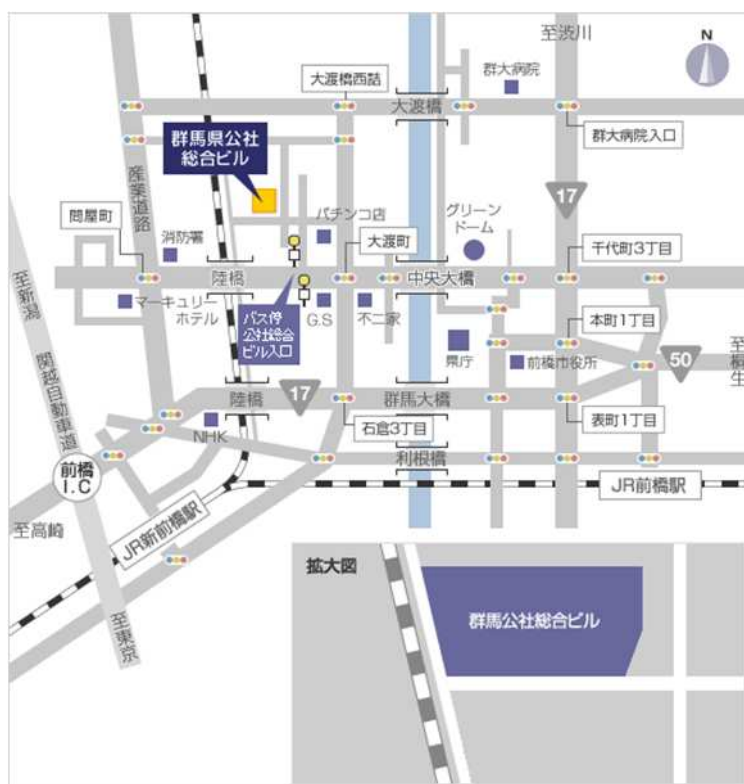 至渋川
N
大渡橋西詰
群大病院
大渡橋
群馬県公社
総合ビル
群大病院入口
産業道路
17
問屋町
消防署
パチンコ店
グリーン
ドーム
大渡町
千代町3丁目
陸橋
中央大橋
至新潟
マーキュリー
ホテル
バス停
公社総合
ビル入口
G.S
不二家
本町1丁目
県庁
前橋市役所
至桐生
50
関越自動車道
陸橋
17
群馬大橋
NHK
石倉3丁目
表町1丁目
前橋
I.C
利根橋
JR前橋駅
至高崎
JR新前橋駅
至東京
拡大図
群馬公社総合ビル